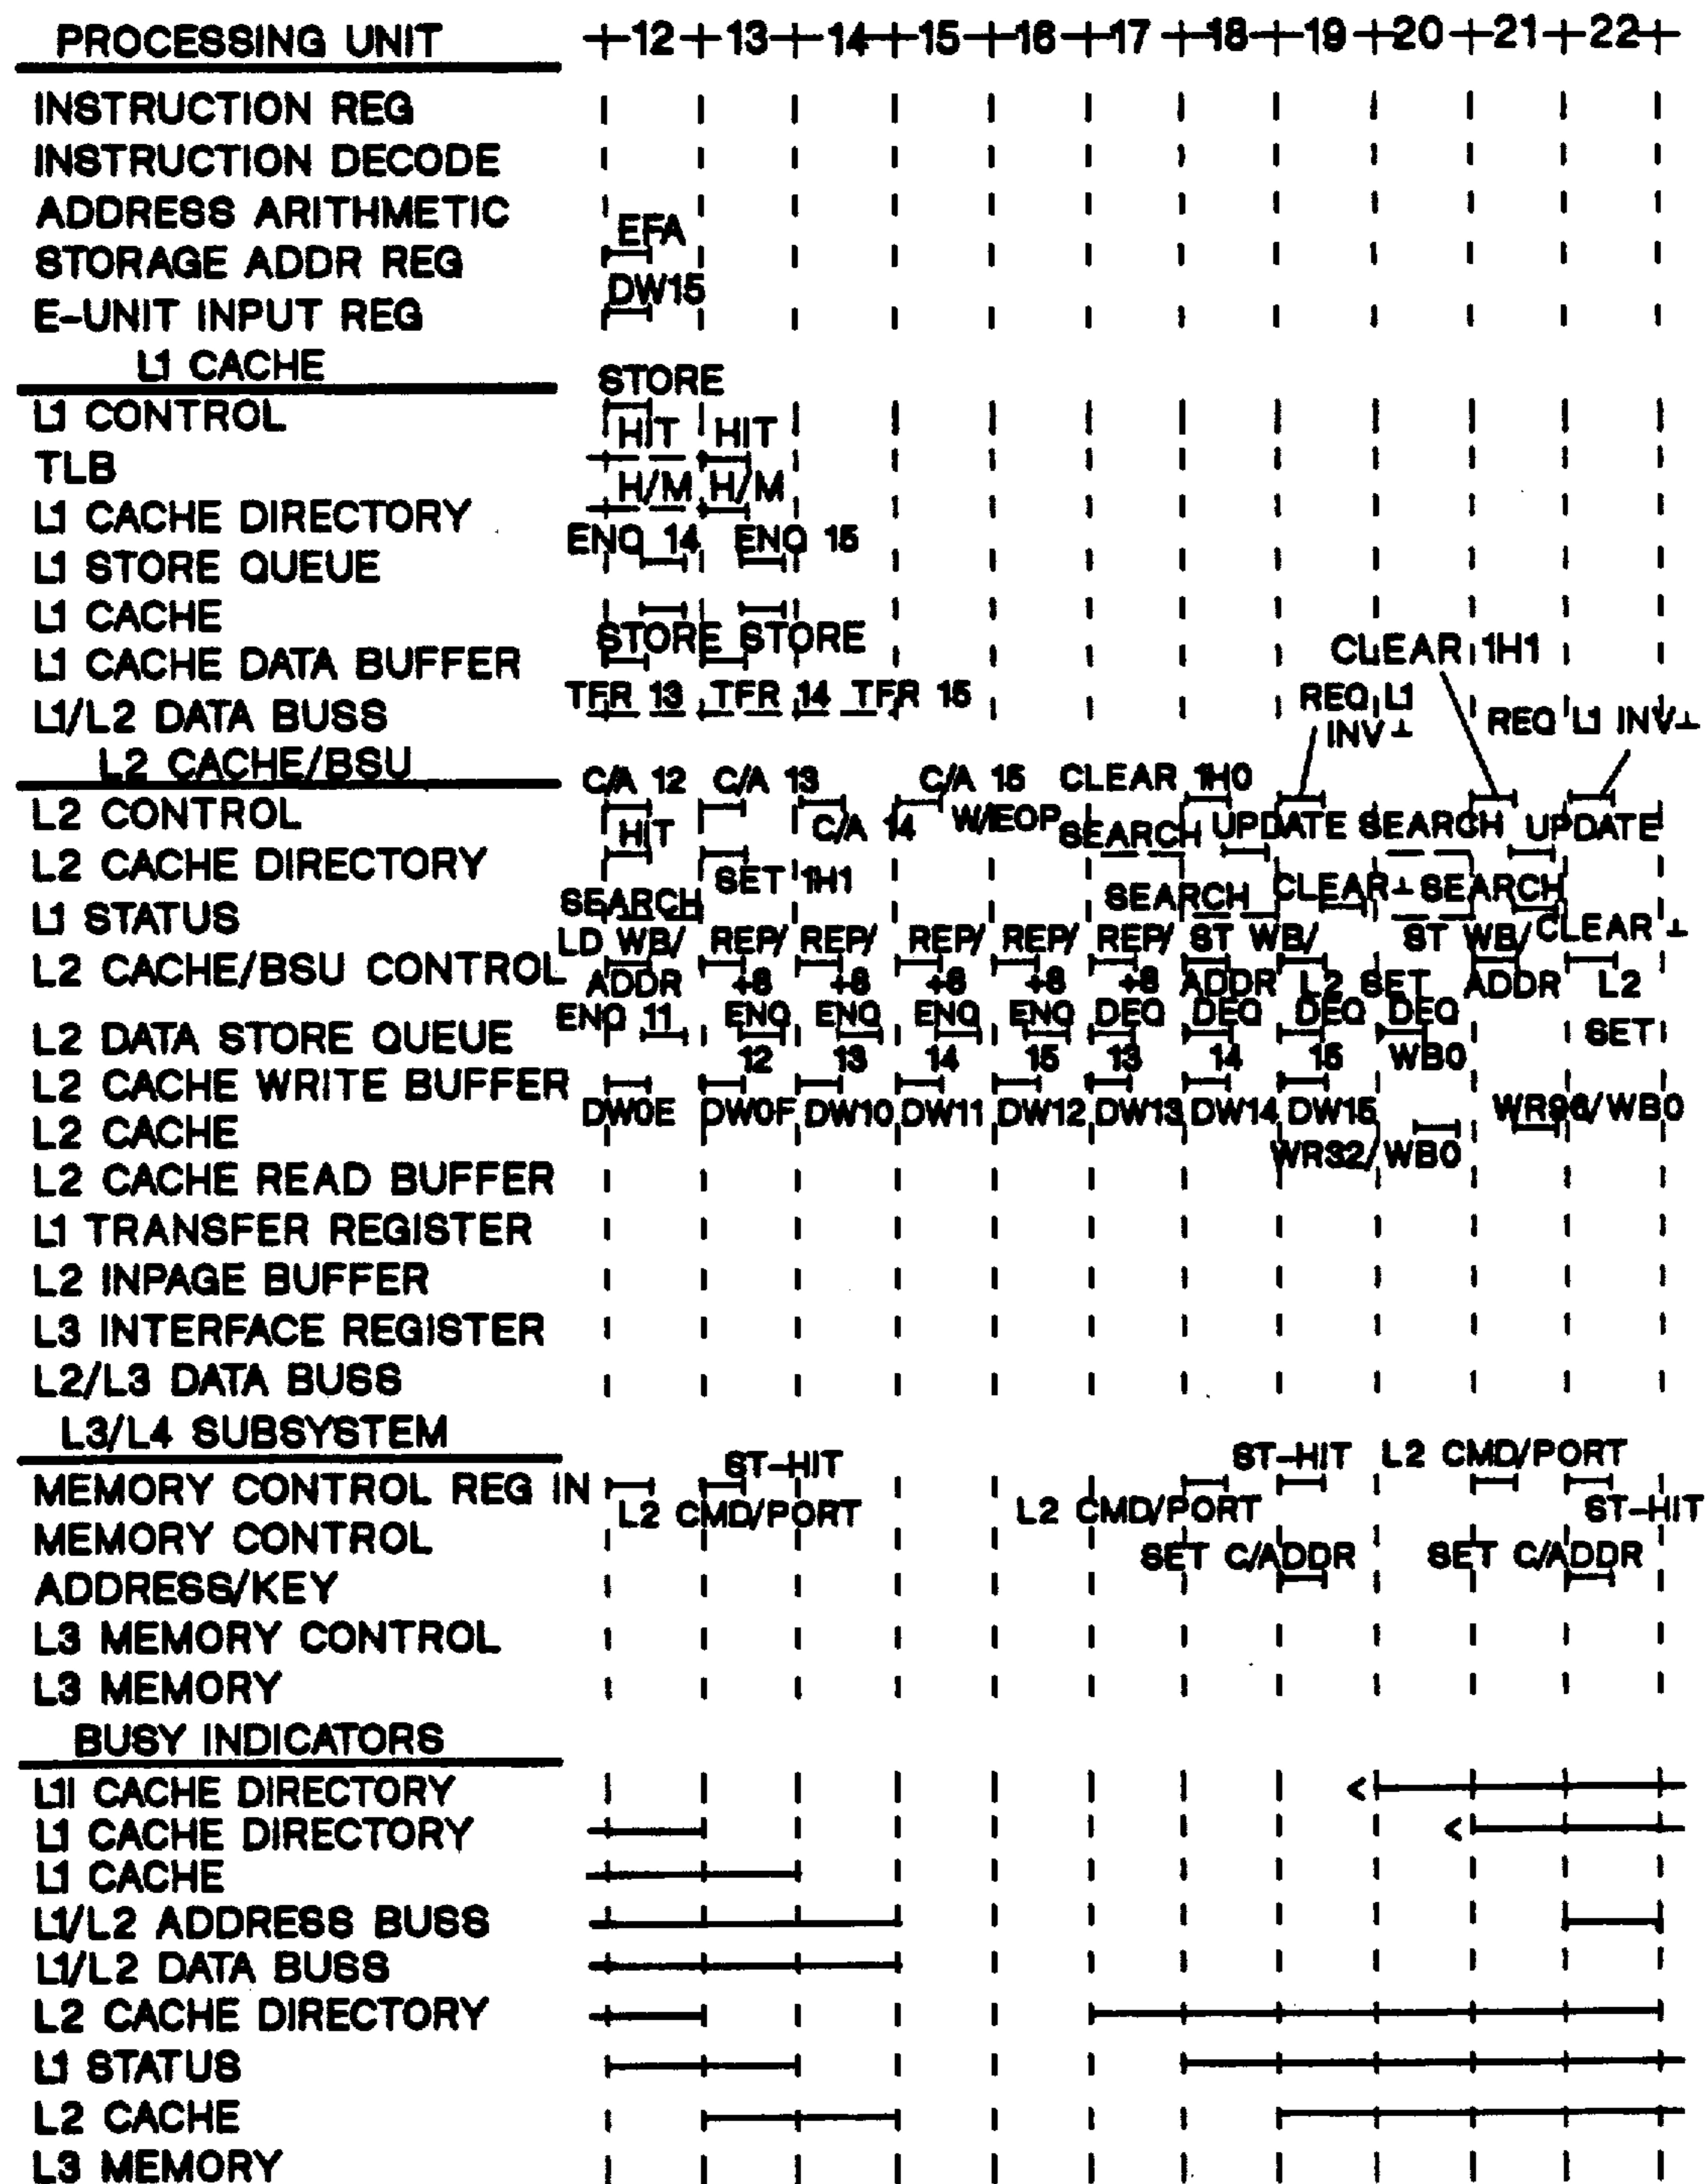 PROCESSING UNIT +12+13+14+15+16+17+18+19+20+21+22+
INSTRUCTION REG
INSTRUCTION DECODE
ADDRESS ARITHMETIC
EFA
STORAGE ADDR REG
DW15
E-UNIT INPUT REG
L1 CACHE
STORE
L1 CONTROL
HIT HIT
TLB
H/M H/M
L1 CACHE DIRECTORY
ENQ 14 ENQ 15
L1 STORE QUEUE
L1 CACHE
STORE STORE
CLEAR 1H1
L1 CACHE DATA BUFFER
TFR 13 TFR 14 TFR 15 REQ L1 INV⊥ REQ L1 INV⊥
L1/L2 DATA BUSS
L2 CACHE/BSU
C/A 12 C/A 13 C/A 15 CLEAR 1H0
L2 CONTROL
HIT C/A 14 W/EOP SEARCH UPDATE SEARCH UPDATE
L2 CACHE DIRECTORY
SET 1H1
SEARCH SEARCH CLEAR⊥ SEARCH
L1 STATUS
LD WB/ REP/ REP/ REP/ REP/ REP/ ST WB/ ST WB/ CLEAR ⊥
L2 CACHE/BSU CONTROL
ADDR +8 +8 +8 +8 +8 ADDR L2 SET ADDR L2
ENQ 11 ENQ ENQ ENQ ENQ DEQ DEQ DEQ DEQ
L2 DATA STORE QUEUE SET
12 13 14 15 13 14 15 WB0
L2 CACHE WRITE BUFFER
DW0E DW0F DW10 DW11 DW12 DW13 DW14 DW15 WR96/WB0
L2 CACHE
WR32/WB0
L2 CACHE READ BUFFER
L1 TRANSFER REGISTER
L2 INPAGE BUFFER
L3 INTERFACE REGISTER
L2/L3 DATA BUSS
L3/L4 SUBSYSTEM
ST-HIT ST-HIT L2 CMD/PORT
MEMORY CONTROL REG IN
L2 CMD/PORT L2 CMD/PORT ST-HIT
MEMORY CONTROL
SET C/ADDR SET C/ADDR
ADDRESS/KEY
L3 MEMORY CONTROL
L3 MEMORY
BUSY INDICATORS
L1I CACHE DIRECTORY <
L1 CACHE DIRECTORY <
L1 CACHE
L1/L2 ADDRESS BUSS
L1/L2 DATA BUSS
L2 CACHE DIRECTORY
L1 STATUS
L2 CACHE
L3 MEMORY